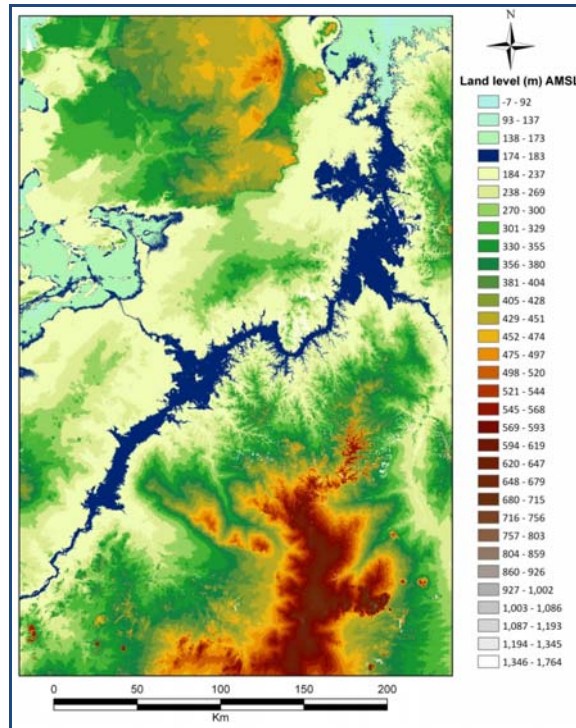 N
Land level (m) AMSL
-7 - 92
93 - 137
138 - 173
174 - 183
184 - 237
238 - 269
270 - 300
301 - 329
330 - 355
356 - 380
381 - 404
405 - 428
429 - 451
452 - 474
475 - 497
498 - 520
521 - 544
545 - 568
569 - 593
594 - 619
620 - 647
648 - 679
680 - 715
716 - 756
757 - 803
804 - 859
860 - 926
927 - 1,002
1,003 - 1,086
1,087 - 1,193
1,194 - 1,345
1,346 - 1,764
0 50 100 150 200
Km